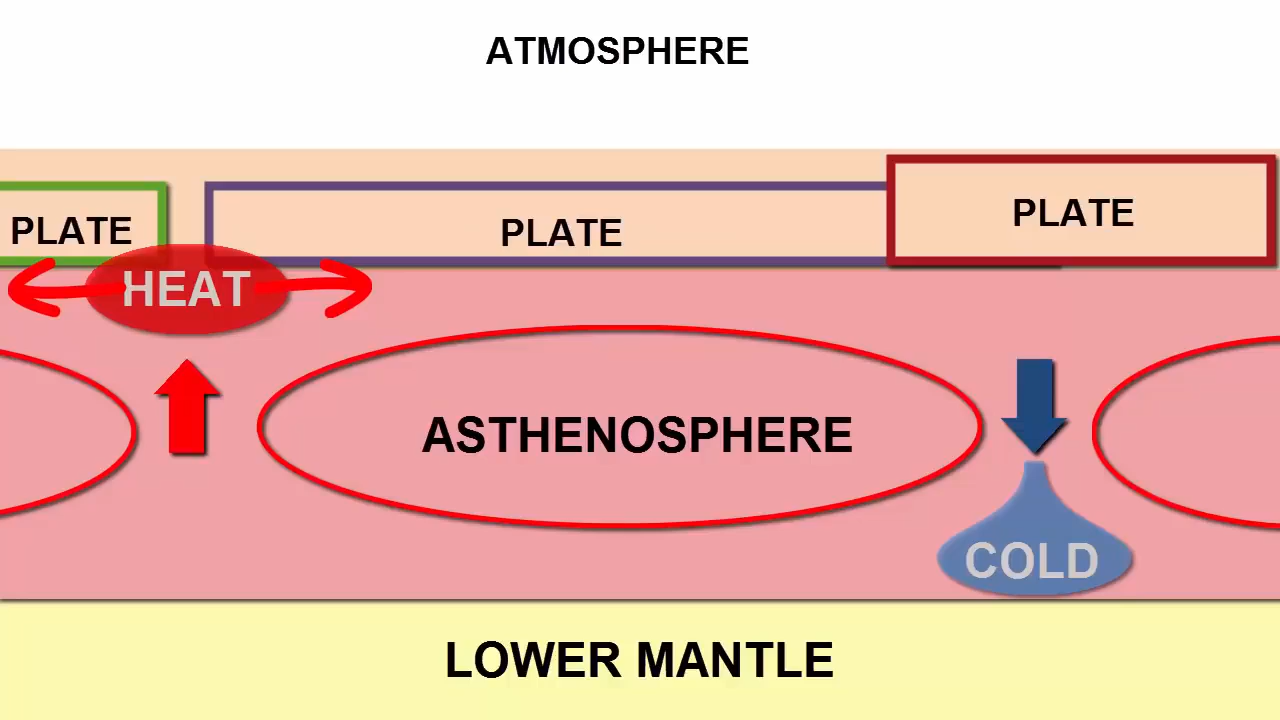 ATMOSPHERE
PLATE
PLATE
PLATE
HEAT
ASTHENOSPHERE
COLD
LOWER MANTLE